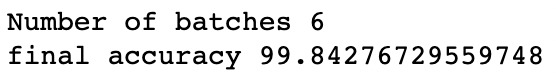 Number of batches 6
final accuracy 99.84276729559748